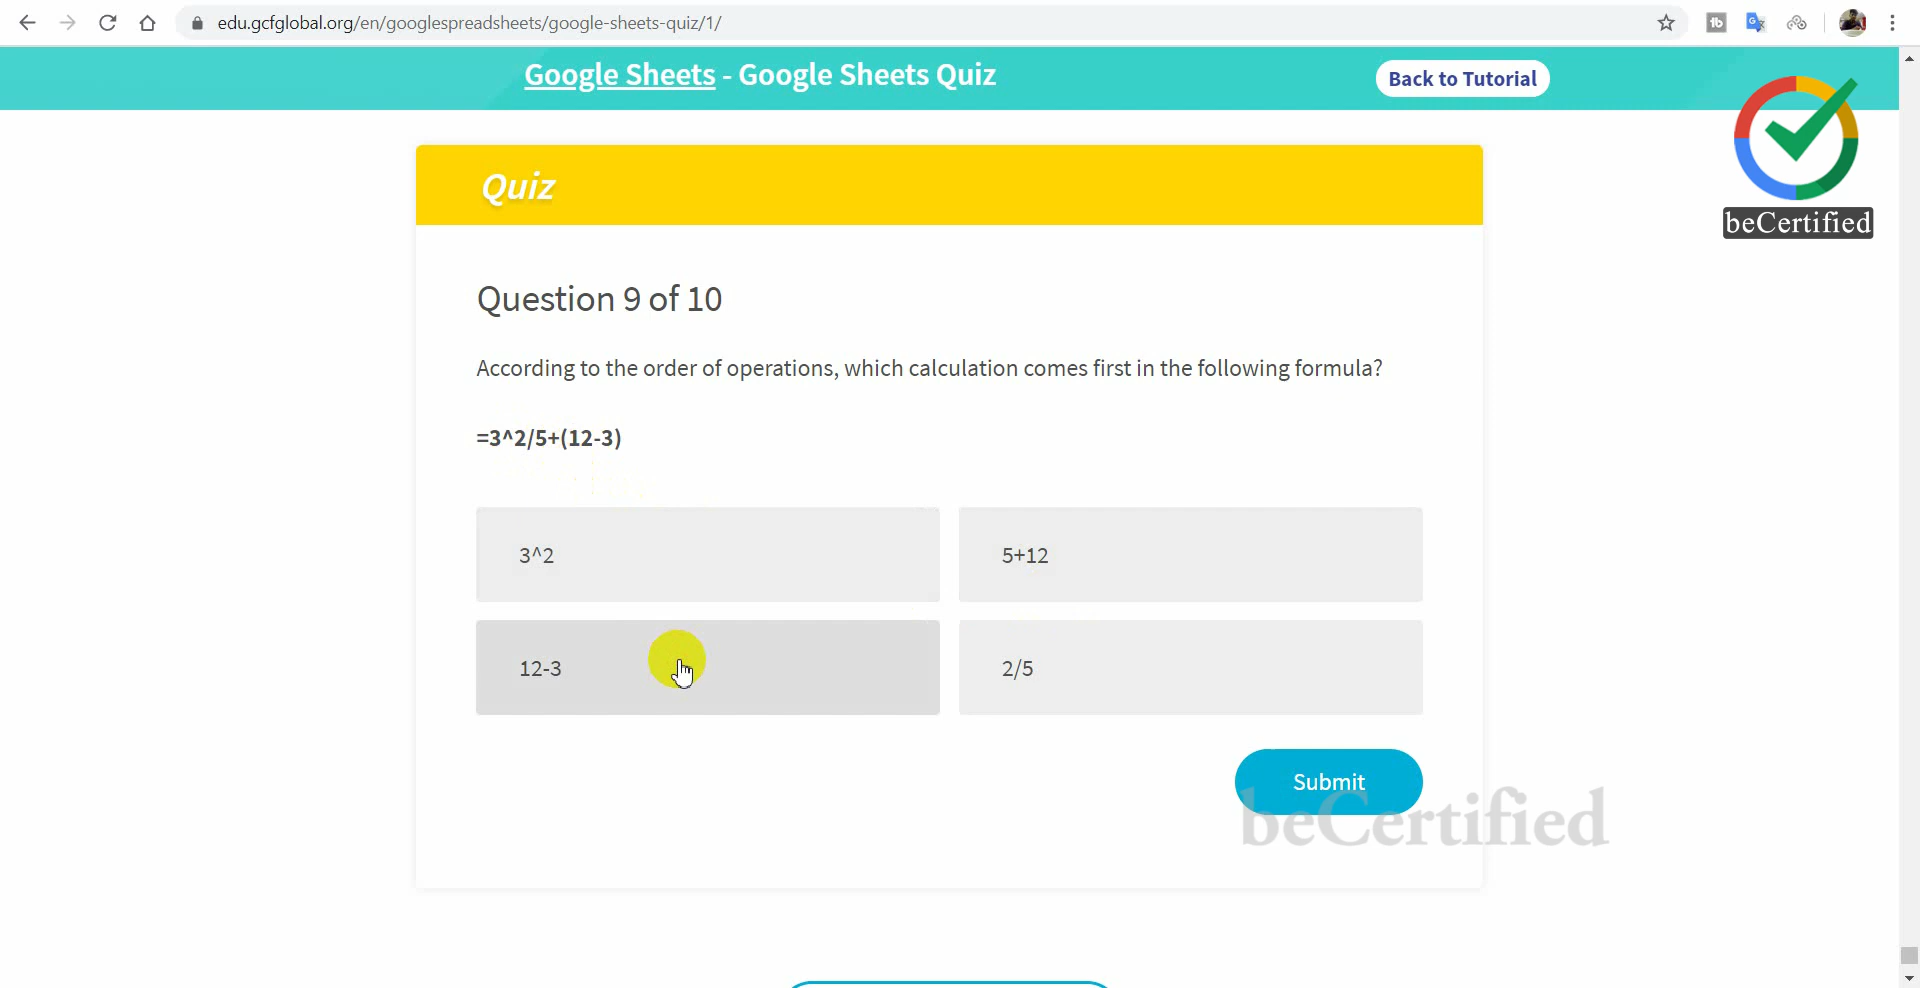 edu.gcfglobal.org/en/googlespreadsheets/google-sheets-quiz/1/
Google Sheets - Google Sheets Quiz
Back to Tutorial
beCertified
Quiz
Question 9 of 10
According to the order of operations, which calculation comes first in the following formula?
=3^2/5+(12-3)
3^2
5+12
12-3
2/5
Submit
beCertified